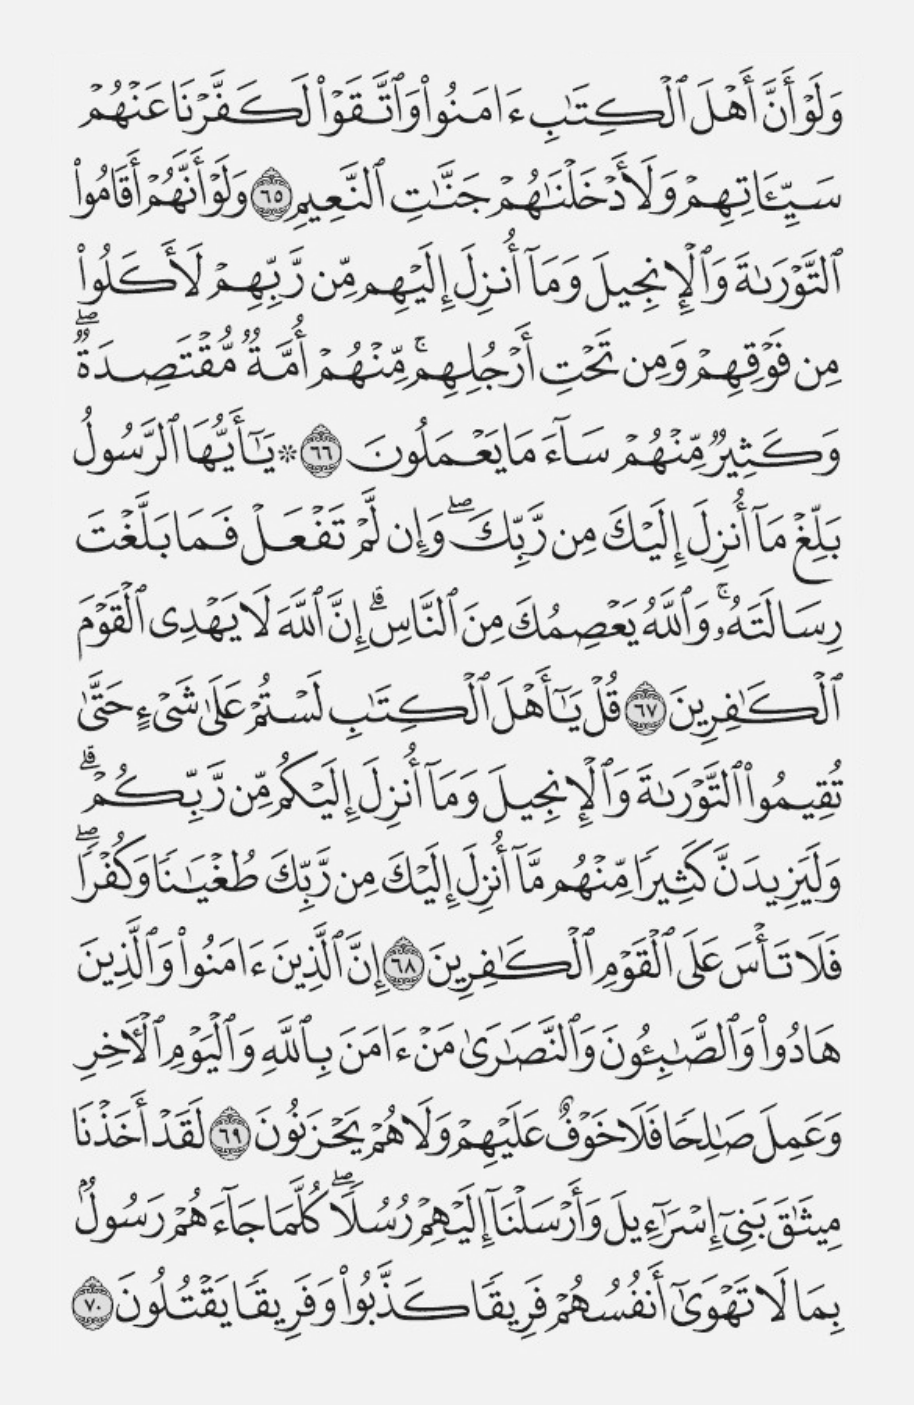 وَلَوْ أَنَّ أَهْلَ ٱلْكِتَٰبِ ءَامَنُوا۟ وَٱتَّقَوْا۟ لَكَفَّرْنَا عَنْهُمْ
سَيِّـَٔاتِهِمْ وَلَأَدْخَلْنَٰهُمْ جَنَّٰتِ ٱلنَّعِيمِ ٦٥ وَلَوْ أَنَّهُمْ أَقَامُوا۟
ٱلتَّوْرَىٰةَ وَٱلْإِنجِيلَ وَمَآ أُنزِلَ إِلَيْهِم مِّن رَّبِّهِمْ لَأَكَلُوا۟
مِن فَوْقِهِمْ وَمِن تَحْتِ أَرْجُلِهِم ۚ مِّنْهُمْ أُمَّةٌ مُّقْتَصِدَةٌ ۖ
وَكَثِيرٌ مِّنْهُمْ سَآءَ مَا يَعْمَلُونَ ٦٦ ۞ يَٰٓأَيُّهَا ٱلرَّسُولُ
بَلِّغْ مَآ أُنزِلَ إِلَيْكَ مِن رَّبِّكَ ۖ وَإِن لَّمْ تَفْعَلْ فَمَا بَلَّغْتَ
رِسَالَتَهُۥ ۚ وَٱللَّهُ يَعْصِمُكَ مِنَ ٱلنَّاسِ ۗ إِنَّ ٱللَّهَ لَا يَهْدِى ٱلْقَوْمَ
ٱلْكَٰفِرِينَ ٦٧ قُلْ يَٰٓأَهْلَ ٱلْكِتَٰبِ لَسْتُمْ عَلَىٰ شَىْءٍ حَتَّىٰ
تُقِيمُوا۟ ٱلتَّوْرَىٰةَ وَٱلْإِنجِيلَ وَمَآ أُنزِلَ إِلَيْكُم مِّن رَّبِّكُمْ ۗ
وَلَيَزِيدَنَّ كَثِيرًا مِّنْهُم مَّآ أُنزِلَ إِلَيْكَ مِن رَّبِّكَ طُغْيَٰنًا وَكُفْرًا ۖ
فَلَا تَأْسَ عَلَى ٱلْقَوْمِ ٱلْكَٰفِرِينَ ٦٨ إِنَّ ٱلَّذِينَ ءَامَنُوا۟ وَٱلَّذِينَ
هَادُوا۟ وَٱلصَّٰبِـُٔونَ وَٱلنَّصَٰرَىٰ مَنْ ءَامَنَ بِٱللَّهِ وَٱلْيَوْمِ ٱلْـَٔاخِرِ
وَعَمِلَ صَٰلِحًا فَلَا خَوْفٌ عَلَيْهِمْ وَلَا هُمْ يَحْزَنُونَ ٦٩ لَقَدْ أَخَذْنَا
مِيثَٰقَ بَنِىٓ إِسْرَٰٓءِيلَ وَأَرْسَلْنَآ إِلَيْهِمْ رُسُلًا ۖ كُلَّمَا جَآءَهُمْ رَسُولٌۢ
بِمَا لَا تَهْوَىٰٓ أَنفُسُهُمْ فَرِيقًا كَذَّبُوا۟ وَفَرِيقًا يَقْتُلُونَ ٧٠